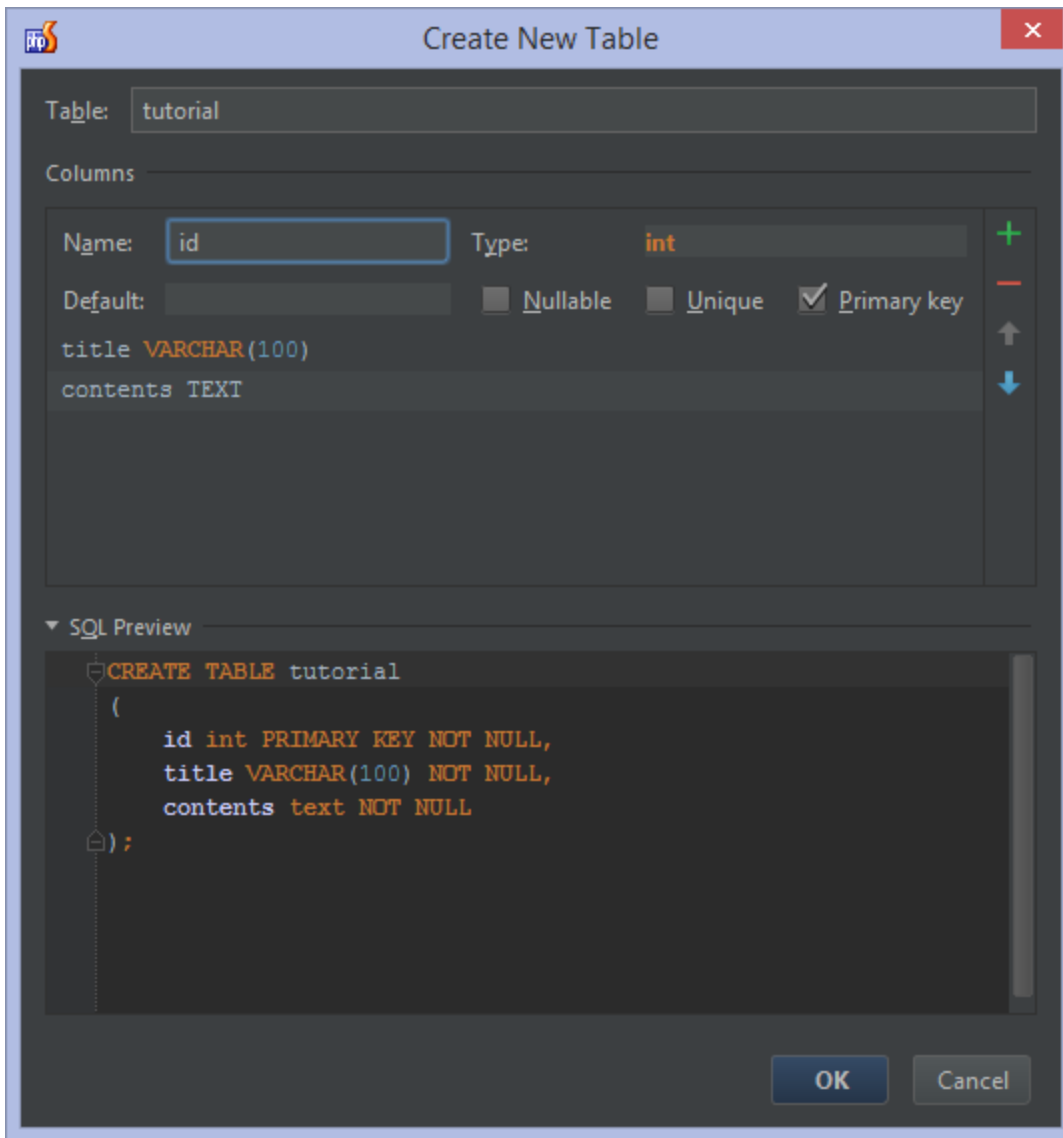 php
Create New Table
Table: tutorial
Columns
Name: id Type: int
Default: Nullable Unique Primary key
title VARCHAR(100)
contents TEXT
SQL Preview
CREATE TABLE tutorial
(
id int PRIMARY KEY NOT NULL,
title VARCHAR(100) NOT NULL,
contents text NOT NULL
);
OK Cancel